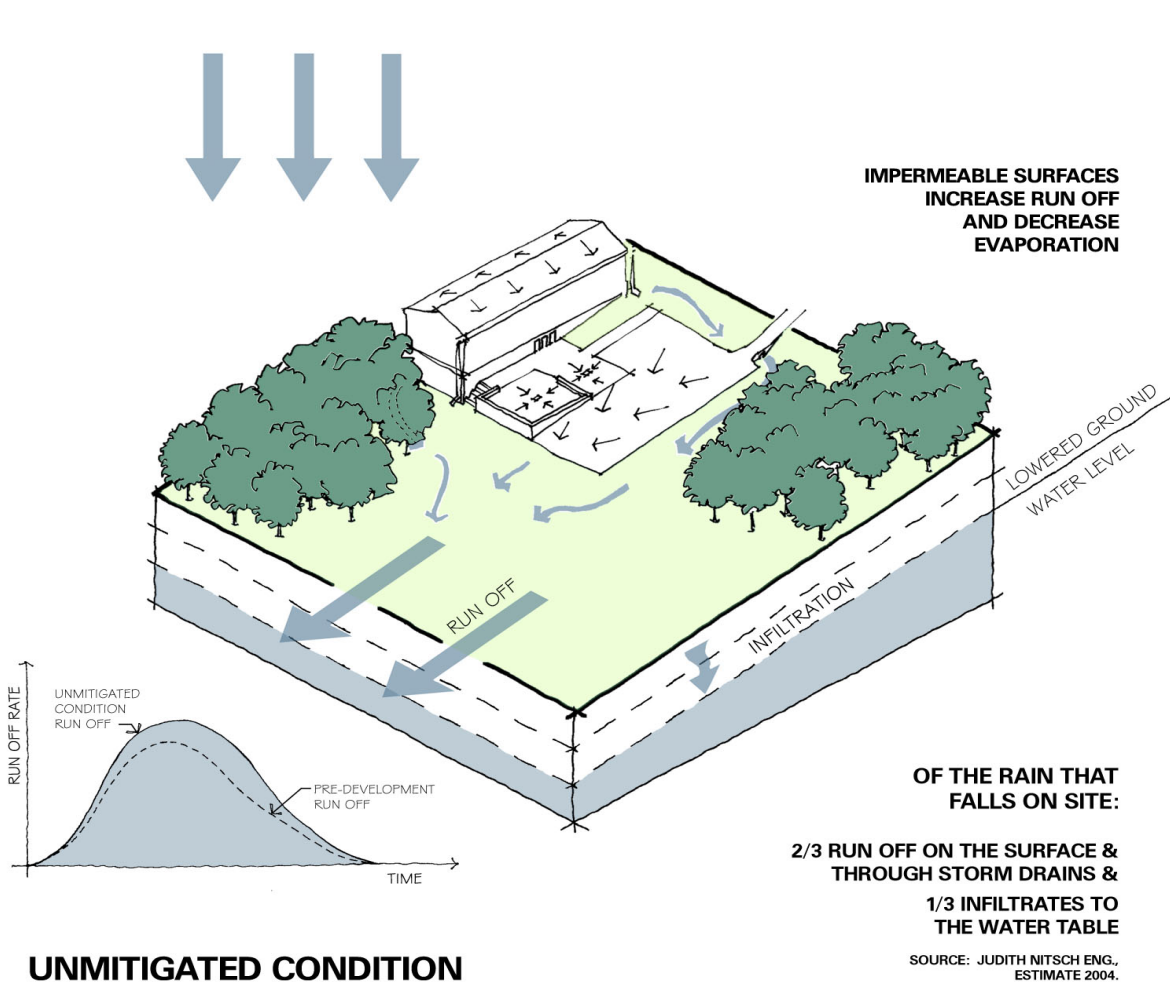 IMPERMEABLE SURFACES
INCREASE RUN OFF
AND DECREASE
EVAPORATION
LOWERED GROUND
WATER LEVEL
RUN OFF
INFILTRATION
RUN OFF RATE
UNMITIGATED
CONDITION
RUN OFF
PRE-DEVELOPMENT
RUN OFF
TIME
OF THE RAIN THAT
FALLS ON SITE:
2/3 RUN OFF ON THE SURFACE &
THROUGH STORM DRAINS &
1/3 INFILTRATES TO
THE WATER TABLE
UNMITIGATED CONDITION
SOURCE: JUDITH NITSCH ENG.,
ESTIMATE 2004.